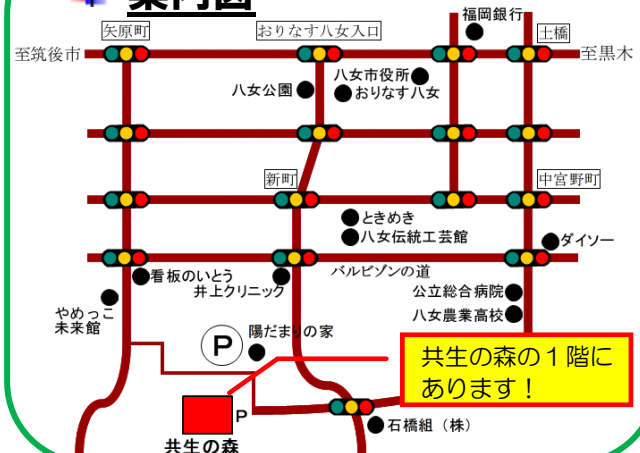 案内図
福岡銀行
矢原町
おりなす八女入口
土橋
至筑後市
至黒木
八女市役所
八女公園
おりなす八女
新町
中宮野町
ときめき
八女伝統工芸館
ダイソー
バルビゾンの道
看板のいとう
井上クリニック
公立総合病院
八女農業高校
やめっこ
未来館
P
陽だまりの家
共生の森の1階に
あります！
P
石橋組（株）
共生の森